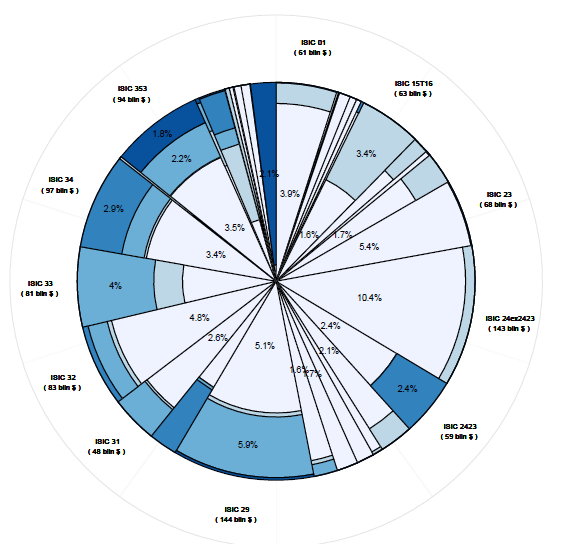 ISIC 01
( 61 bln $ )
ISIC 15T16
( 63 bln $ )
ISIC 353
( 94 bln $ )
1.8%
2.2%
2.1%
3.4%
3.9%
ISIC 34
( 97 bln $ )
2.9%
3.5%
1.6%
1.7%
ISIC 23
( 68 bln $ )
3.4%
5.4%
ISIC 33
( 81 bln $ )
4%
10.4%
4.8%
2.6%
2.4%
ISIC 24ex2423
( 143 bln $ )
5.1%
2.1%
1.6%
1.7%
ISIC 32
( 83 bln $ )
2.4%
ISIC 31
( 48 bln $ )
5.9%
ISIC 2423
( 59 bln $ )
ISIC 29
( 144 bln $ )